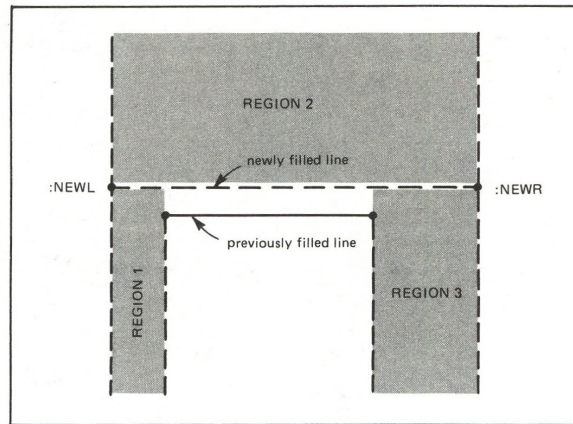 REGION 2
newly filled line
:NEWL
:NEWR
previously filled line
REGION 1
REGION 3